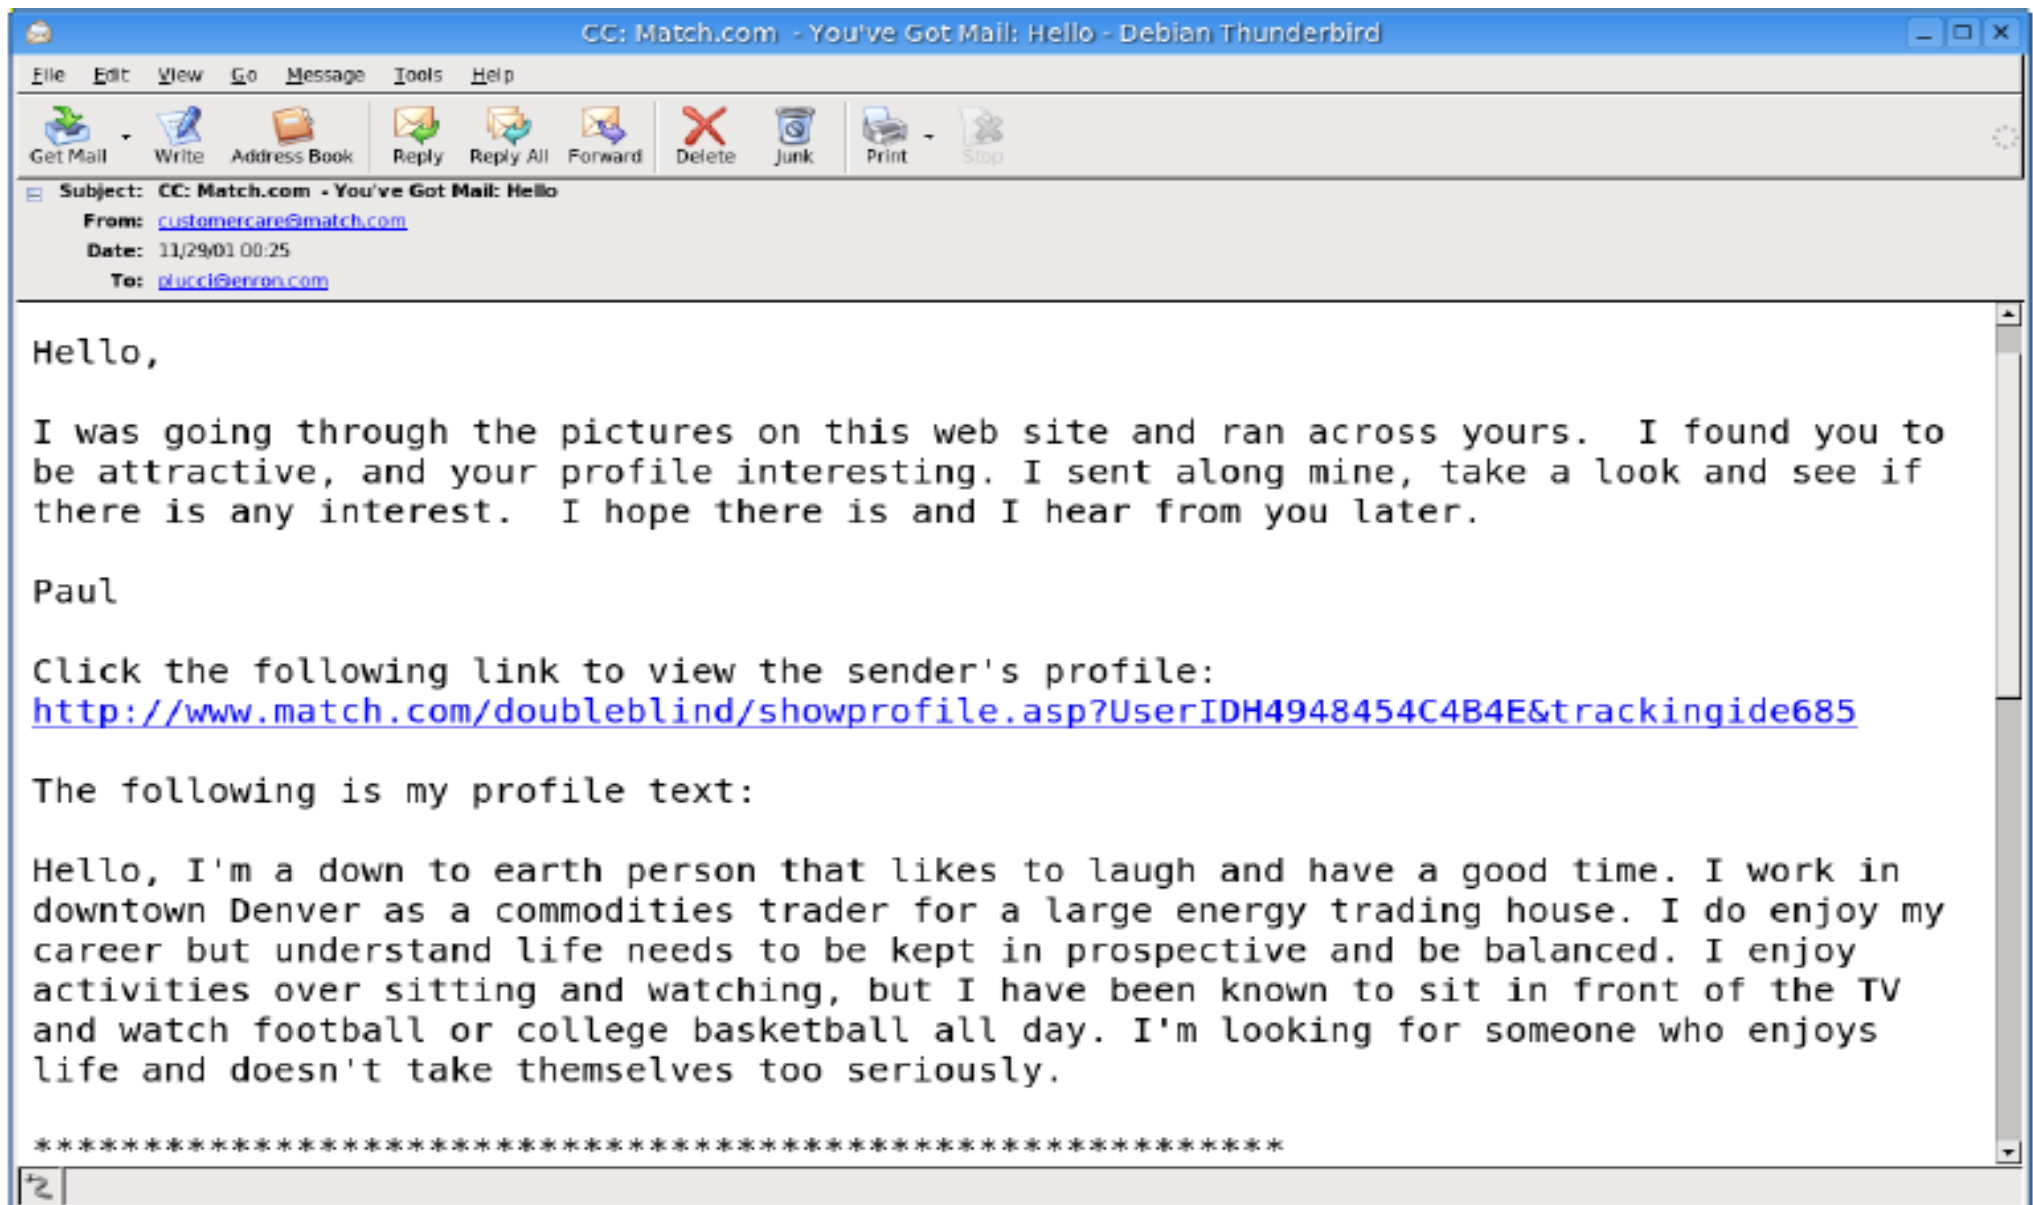 CC: Match.com - You've Got Mail: Hello - Debian Thunderbird
File Edit View Go Message Tools Help
Get Mail Write Address Book Reply Reply All Forward Delete Junk Print Stop
Subject: CC: Match.com - You've Got Mail: Hello
From: customercare@match.com
Date: 11/29/01 00:25
To: plucci@enron.com
Hello,
I was going through the pictures on this web site and ran across yours.  I found you to
be attractive, and your profile interesting. I sent along mine, take a look and see if
there is any interest.  I hope there is and I hear from you later.
Paul
Click the following link to view the sender's profile:
http://www.match.com/doubleblind/showprofile.asp?UserIDH4948454C4B4E&trackingide685
The following is my profile text:
Hello, I'm a down to earth person that likes to laugh and have a good time. I work in
downtown Denver as a commodities trader for a large energy trading house. I do enjoy my
career but understand life needs to be kept in prospective and be balanced. I enjoy
activities over sitting and watching, but I have been known to sit in front of the TV
and watch football or college basketball all day. I'm looking for someone who enjoys
life and doesn't take themselves too seriously.
*********************************************************